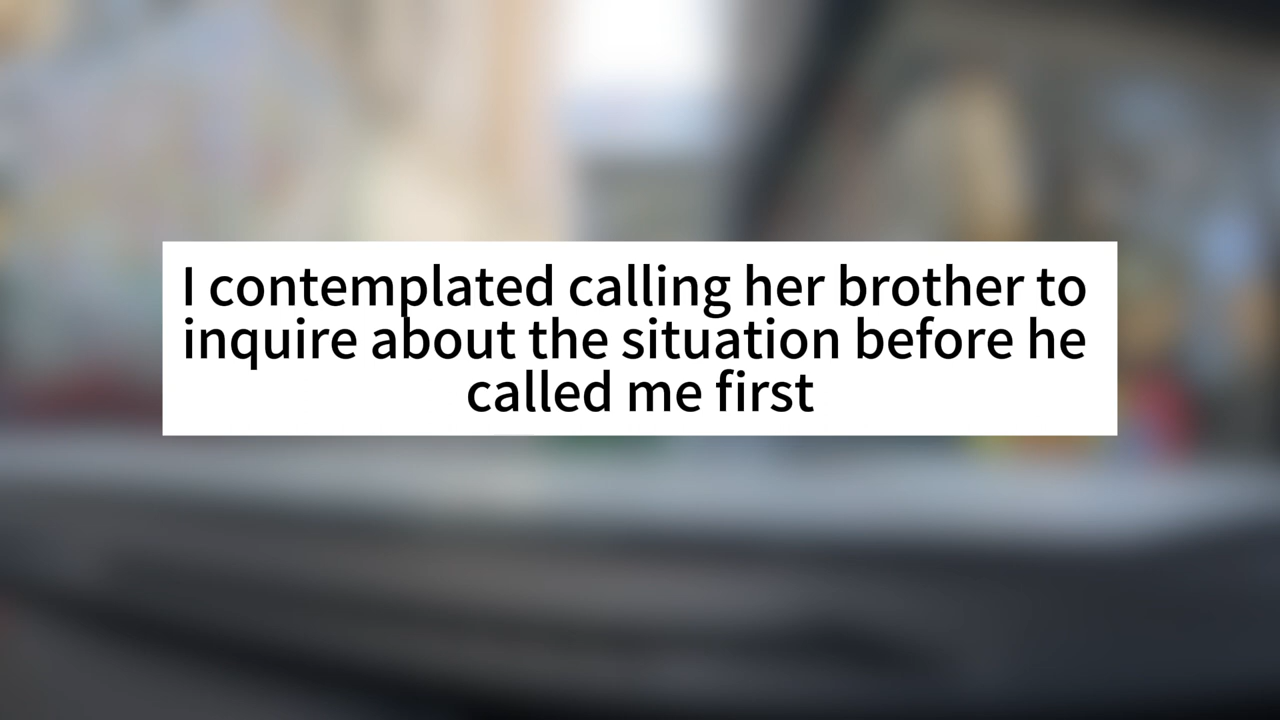 I contemplated calling her brother to
inquire about the situation before he
called me first